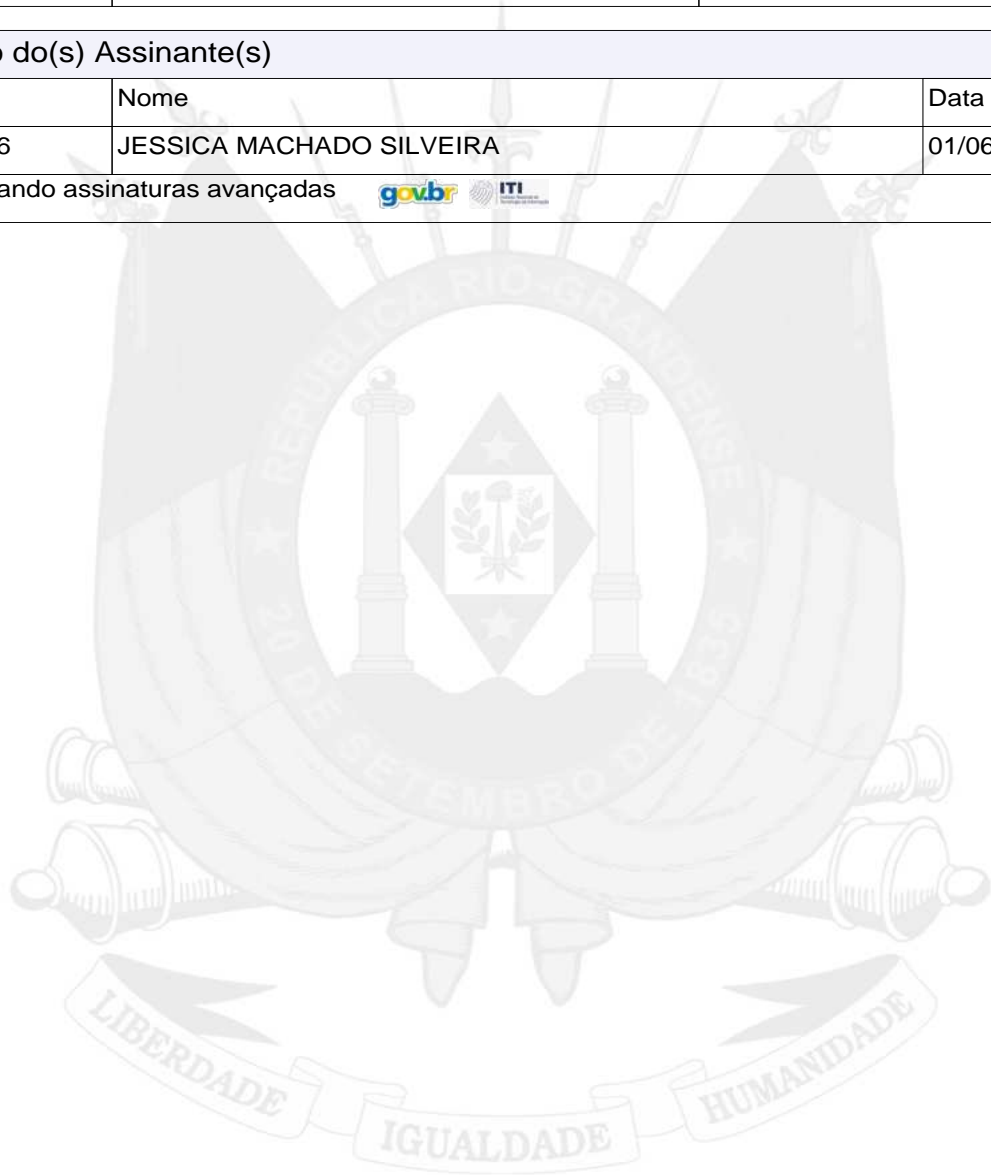 o do(s) Assinante(s)
Nome
Data
6
JESSICA MACHADO SILVEIRA
01/06
ando assinaturas avançadas
gov.br
ITI
REPUBLICA RIO-GRANDENSE
20 DE SETEMBRO DE 1835
LIBERDADE
IGUALDADE
HUMANIDADE